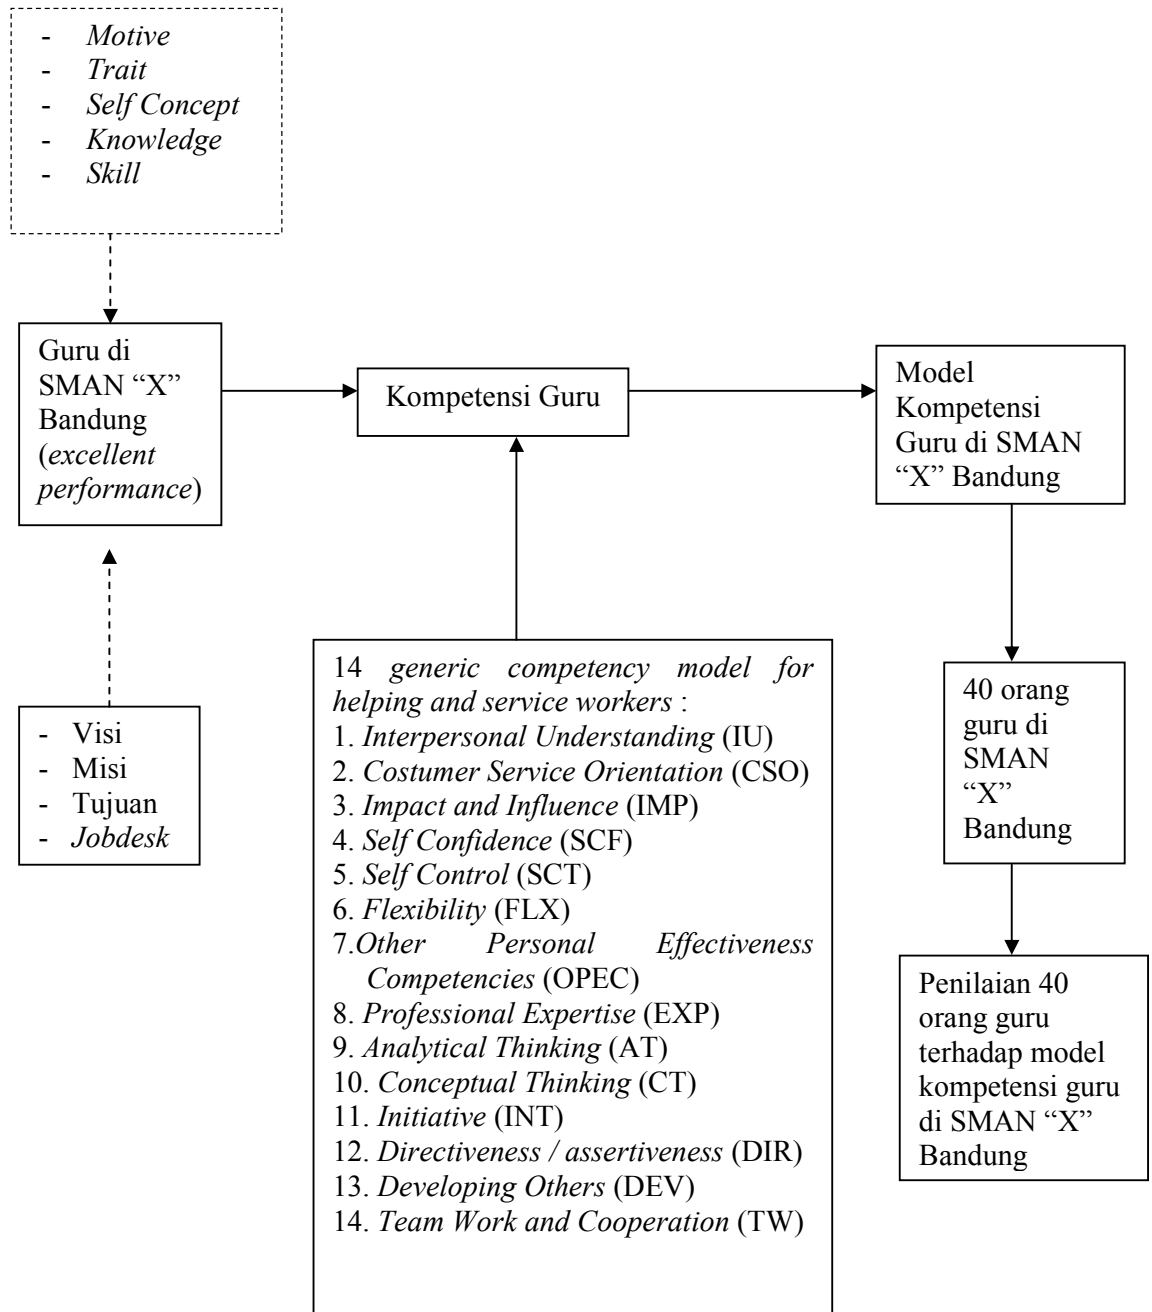 - Motive
- Trait
- Self Concept
- Knowledge
- Skill
Guru di
SMAN “X”
Bandung
(excellent
performance)
Kompetensi Guru
Model
Kompetensi
Guru di SMAN
“X” Bandung
- Visi
- Misi
- Tujuan
- Jobdesk
14 generic competency model for
helping and service workers :
1. Interpersonal Understanding (IU)
2. Costumer Service Orientation (CSO)
3. Impact and Influence (IMP)
4. Self Confidence (SCF)
5. Self Control (SCT)
6. Flexibility (FLX)
7.Other Personal Effectiveness
Competencies (OPEC)
8. Professional Expertise (EXP)
9. Analytical Thinking (AT)
10. Conceptual Thinking (CT)
11. Initiative (INT)
12. Directiveness / assertiveness (DIR)
13. Developing Others (DEV)
14. Team Work and Cooperation (TW)
40 orang
guru di
SMAN
“X”
Bandung
Penilaian 40
orang guru
terhadap model
kompetensi guru
di SMAN “X”
Bandung